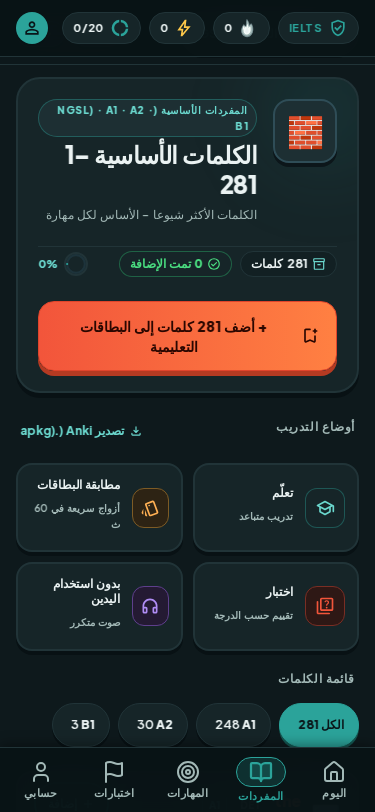 IELTS
0
0
0/20
المفردات الأساسية (NGSL) · A1 · A2 ·
B1
الكلمات الأساسية 1–
281
الكلمات الأكثر شيوعا – الأساس لكل مهارة
281 كلمات
0 تمت الإضافة
0%
+ أضف 281 كلمات إلى البطاقات
التعليمية
أوضاع التدريب
تصدير Anki (.apkg)
تعلّم
تدريب متباعد
مطابقة البطاقات
أزواج سريعة في 60
ث
اختبار
تقييم حسب الدرجة
بدون استخدام
اليدين
صوت متكرر
قائمة الكلمات
الكل 281
A1 248
A2 30
B1 3
اليوم
المفردات
المهارات
اختبارات
حسابي